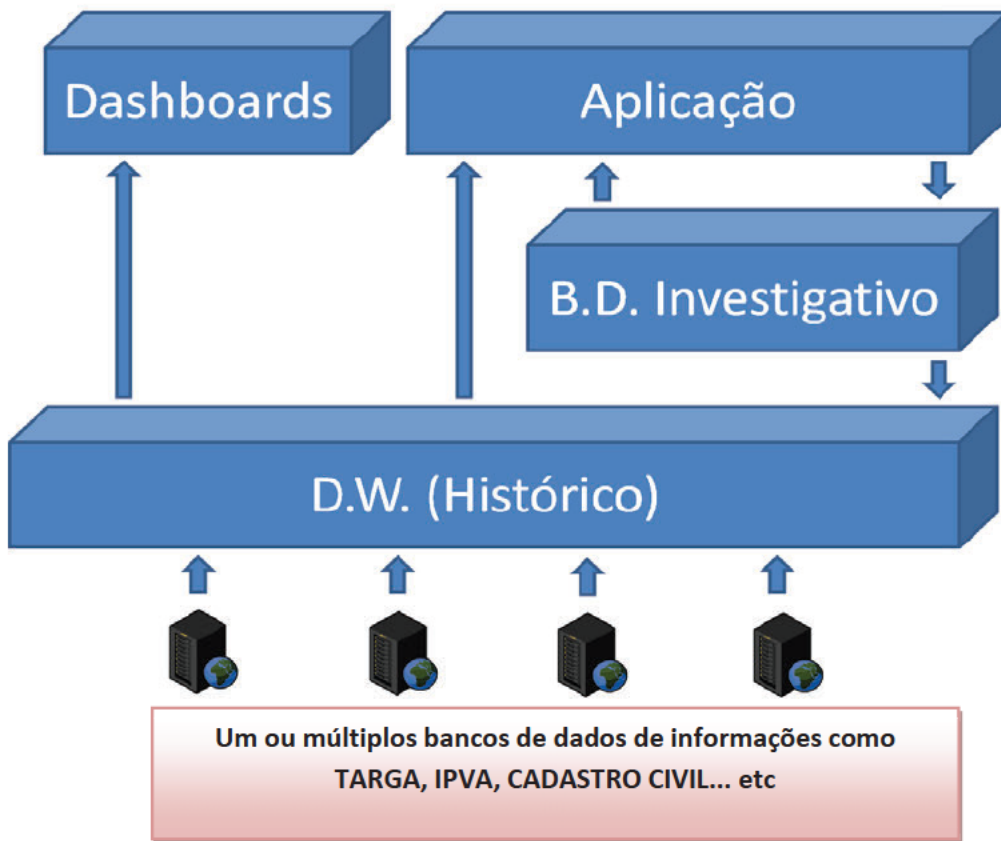 Dashboards
Aplicação
B.D. Investigativo
D.W. (Histórico)
Um ou múltiplos bancos de dados de informações como
TARGA, IPVA, CADASTRO CIVIL... etc